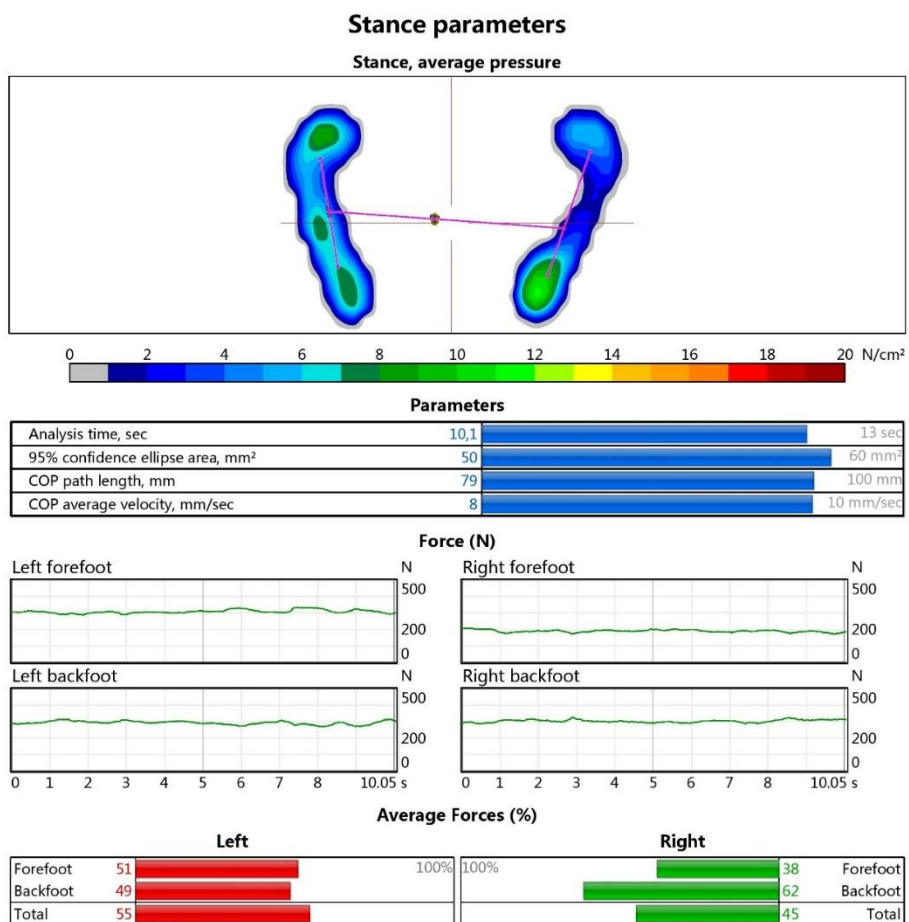 Stance parameters
Stance, average pressure
0 2 4 6 8 10 12 14 16 18 20 N/cm²
Parameters
Analysis time, sec 10,1 13 sec
95% confidence ellipse area, mm² 50 60 mm²
COP path length, mm 79 100 mm
COP average velocity, mm/sec 8 10 mm/sec
Force (N)
Left forefoot N Right forefoot N
500 500
200 200
0 0
Left backfoot N Right backfoot N
500 500
200 200
0 0
0 1 2 3 4 5 6 7 8 10.05 s 0 1 2 3 4 5 6 7 8 10.05 s
Average Forces (%)
Left Right
Forefoot 51 100% 100% 38 Forefoot
Backfoot 49 62 Backfoot
Total 55 45 Total